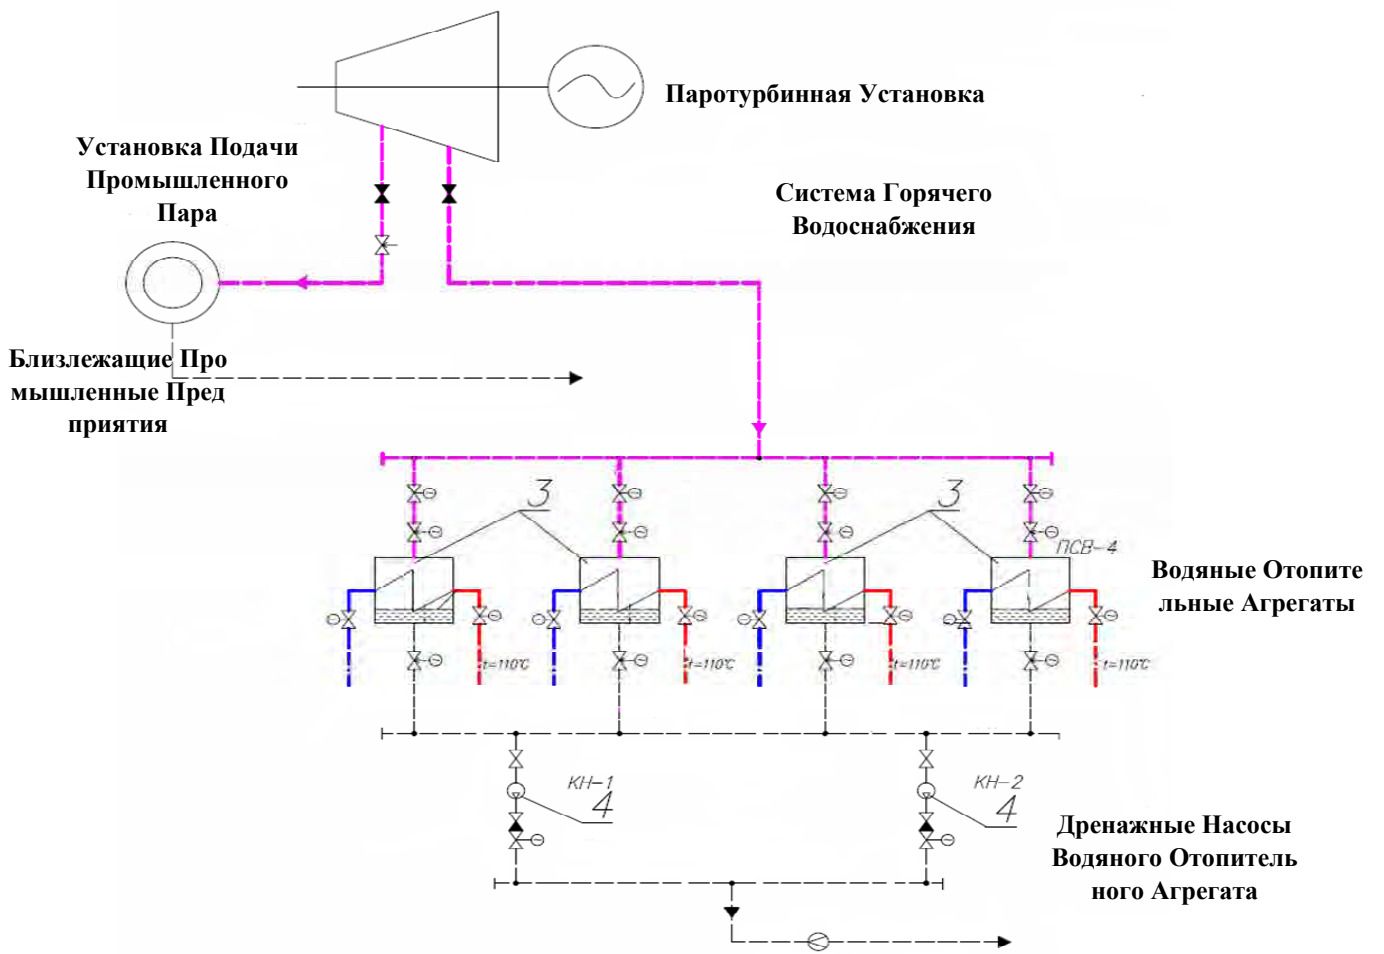 Паротурбинная Установка
Установка Подачи
Промышленного
Пара
Система Горячего
Водоснабжения
Близлежащие Про
мышленные Пред
приятия
3
3
ПСВ-4
Водяные Отопите
льные Агрегаты
t=110℃
t=110℃
t=110℃
t=110℃
КН-1
4
КН-2
4
Дренажные Насосы
Водяного Отопитель
ного Агрегата